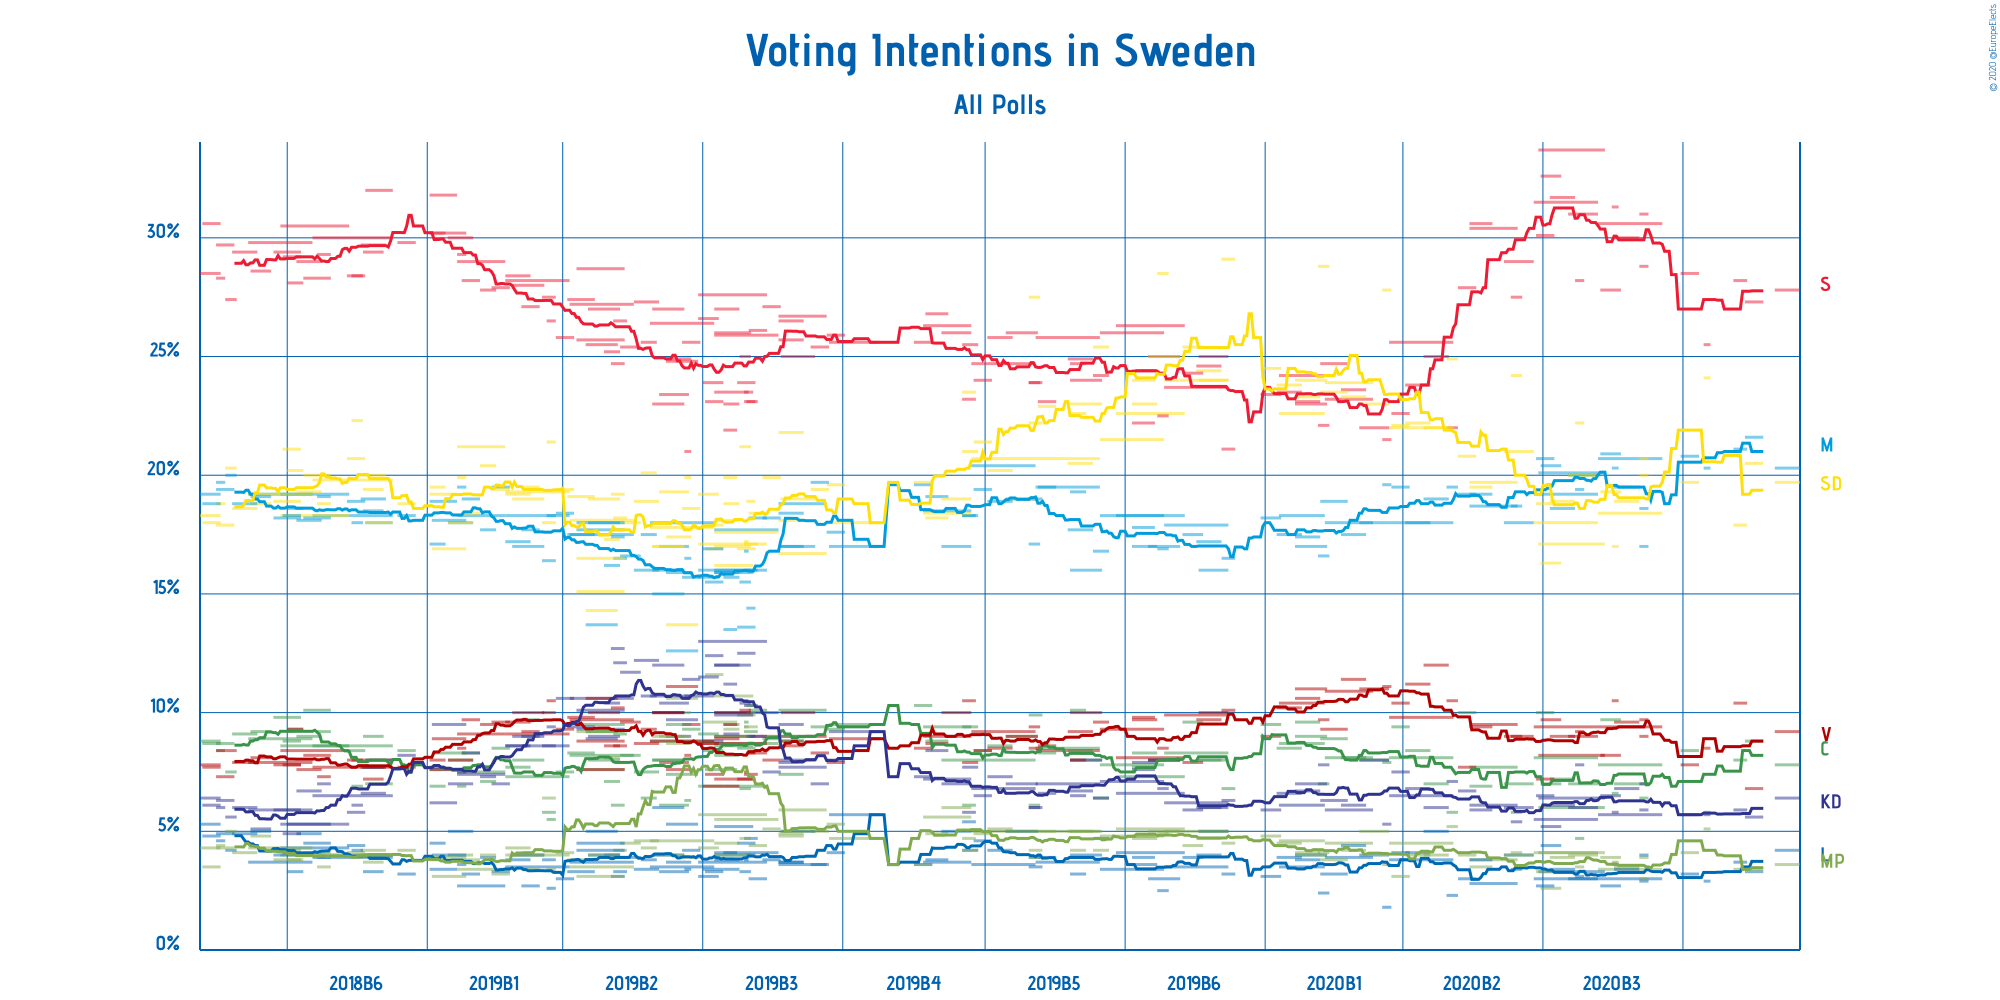 © 2020 @EuropeElects
Voting Intentions in Sweden
All Polls
30%
25%
20%
15%
10%
5%
0%
S
M
SD
V
C
KD
L
MP
2018B6
2019B1
2019B2
2019B3
2019B4
2019B5
2019B6
2020B1
2020B2
2020B3